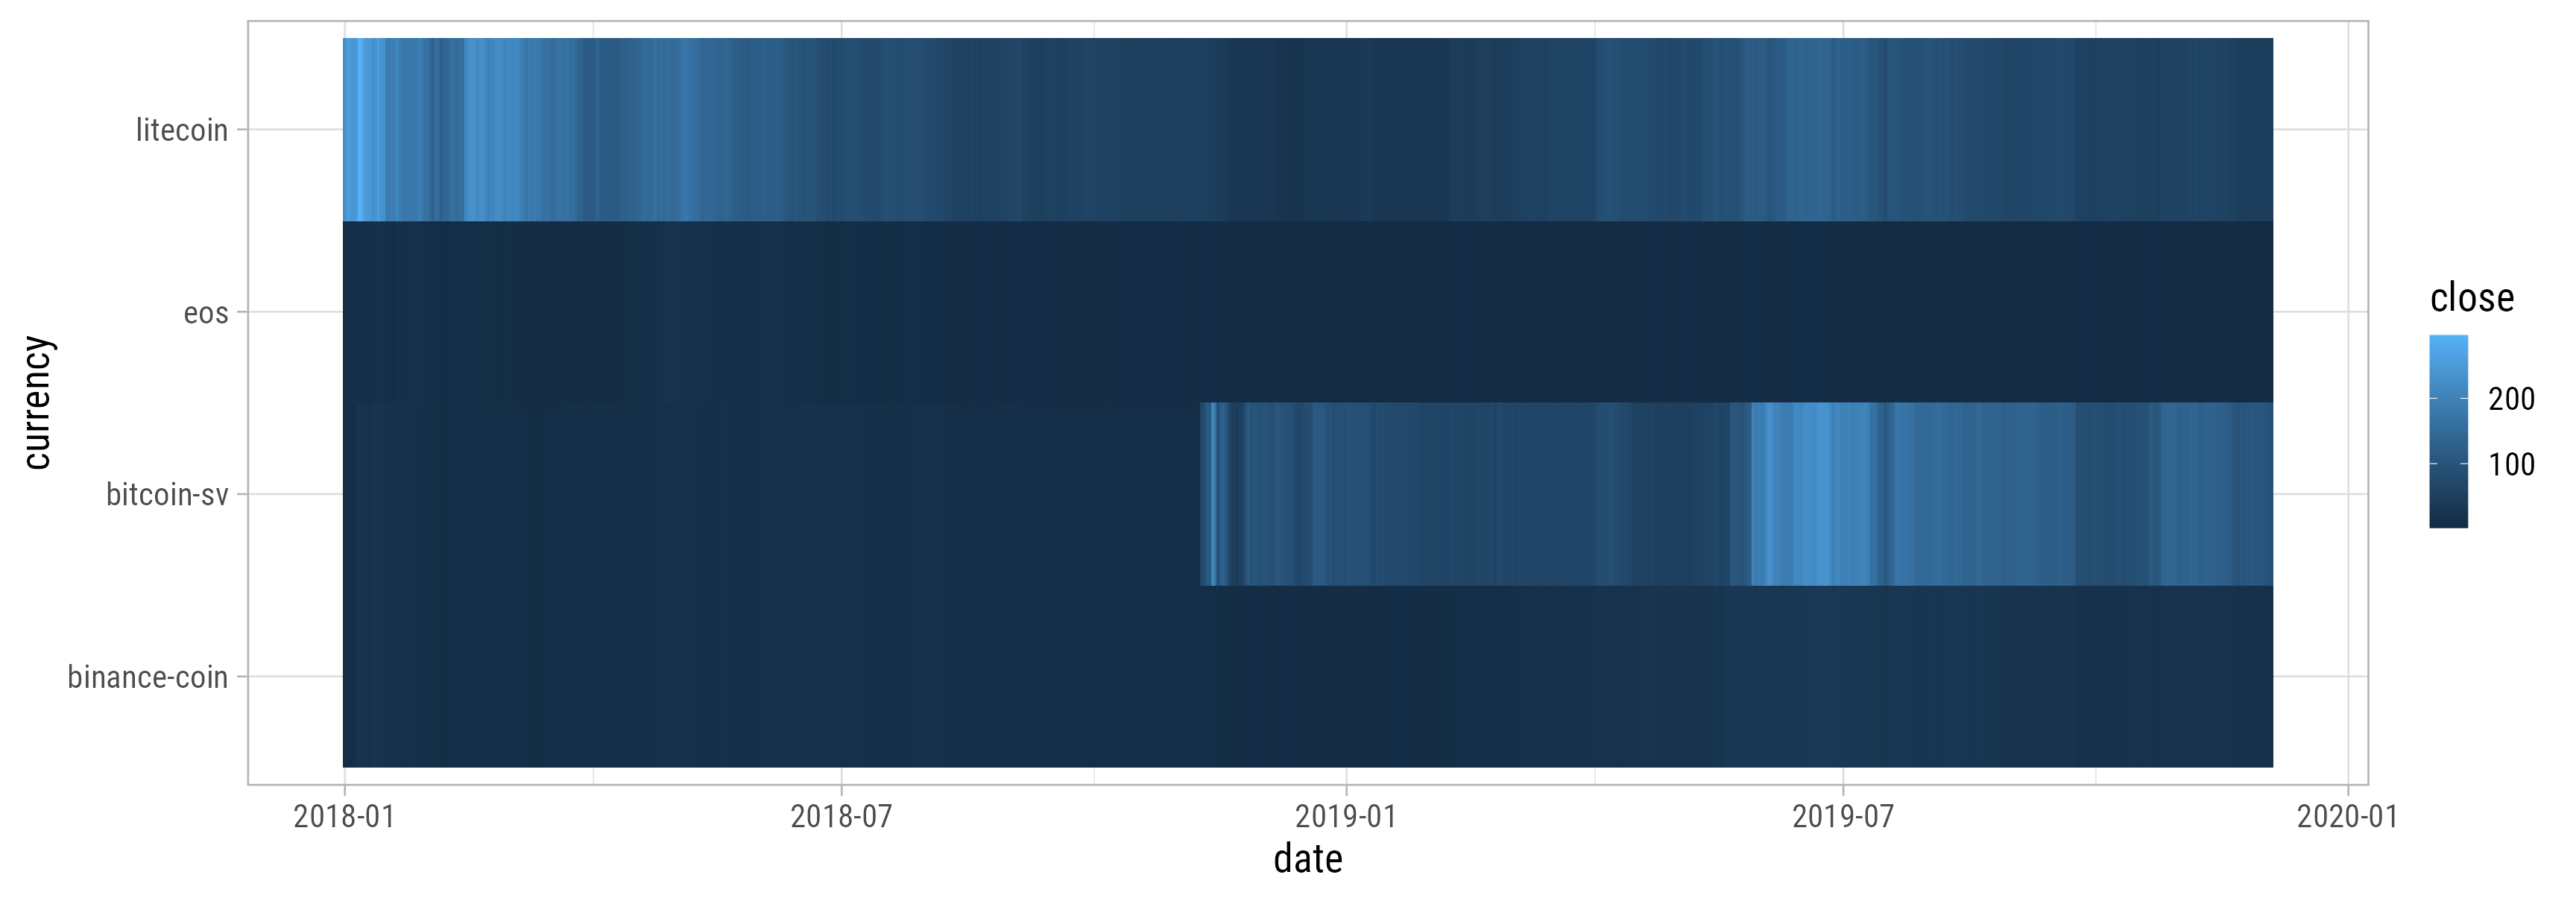 currency
litecoin
eos
bitcoin-sv
binance-coin
2018-01
2018-07
2019-01
2019-07
2020-01
date
close
200
100